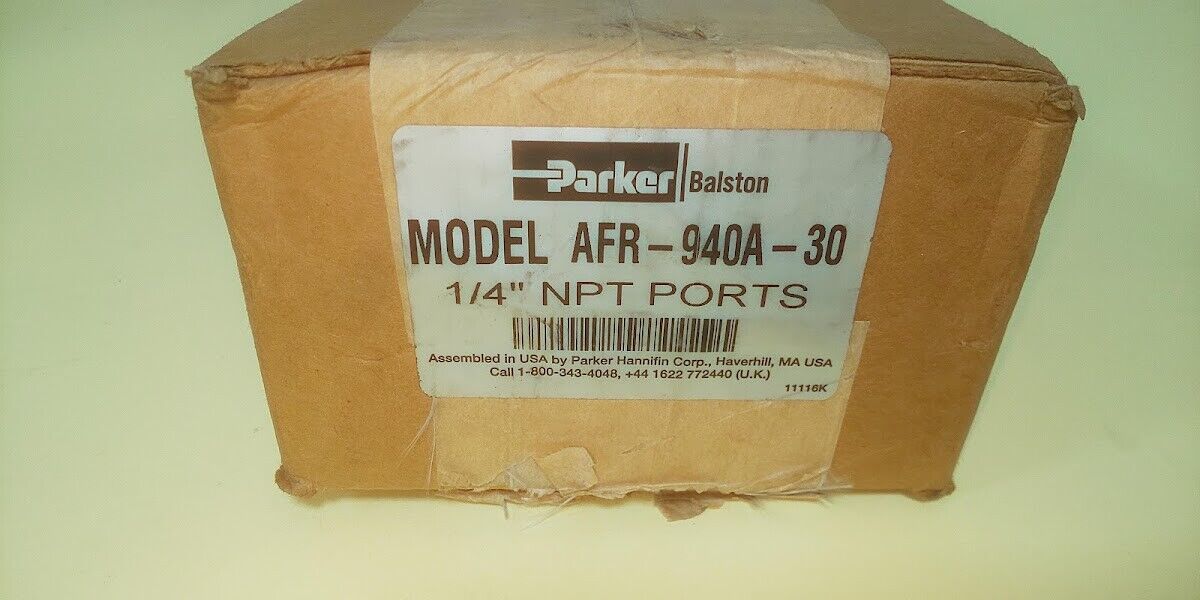 Parker Balston
MODEL AFR-940A-30
1/4" NPT PORTS
Assembled in USA by Parker Hannifin Corp., Haverhill, MA USA
Call 1-800-343-4048, +44 1622 772440 (U.K.)
11116K